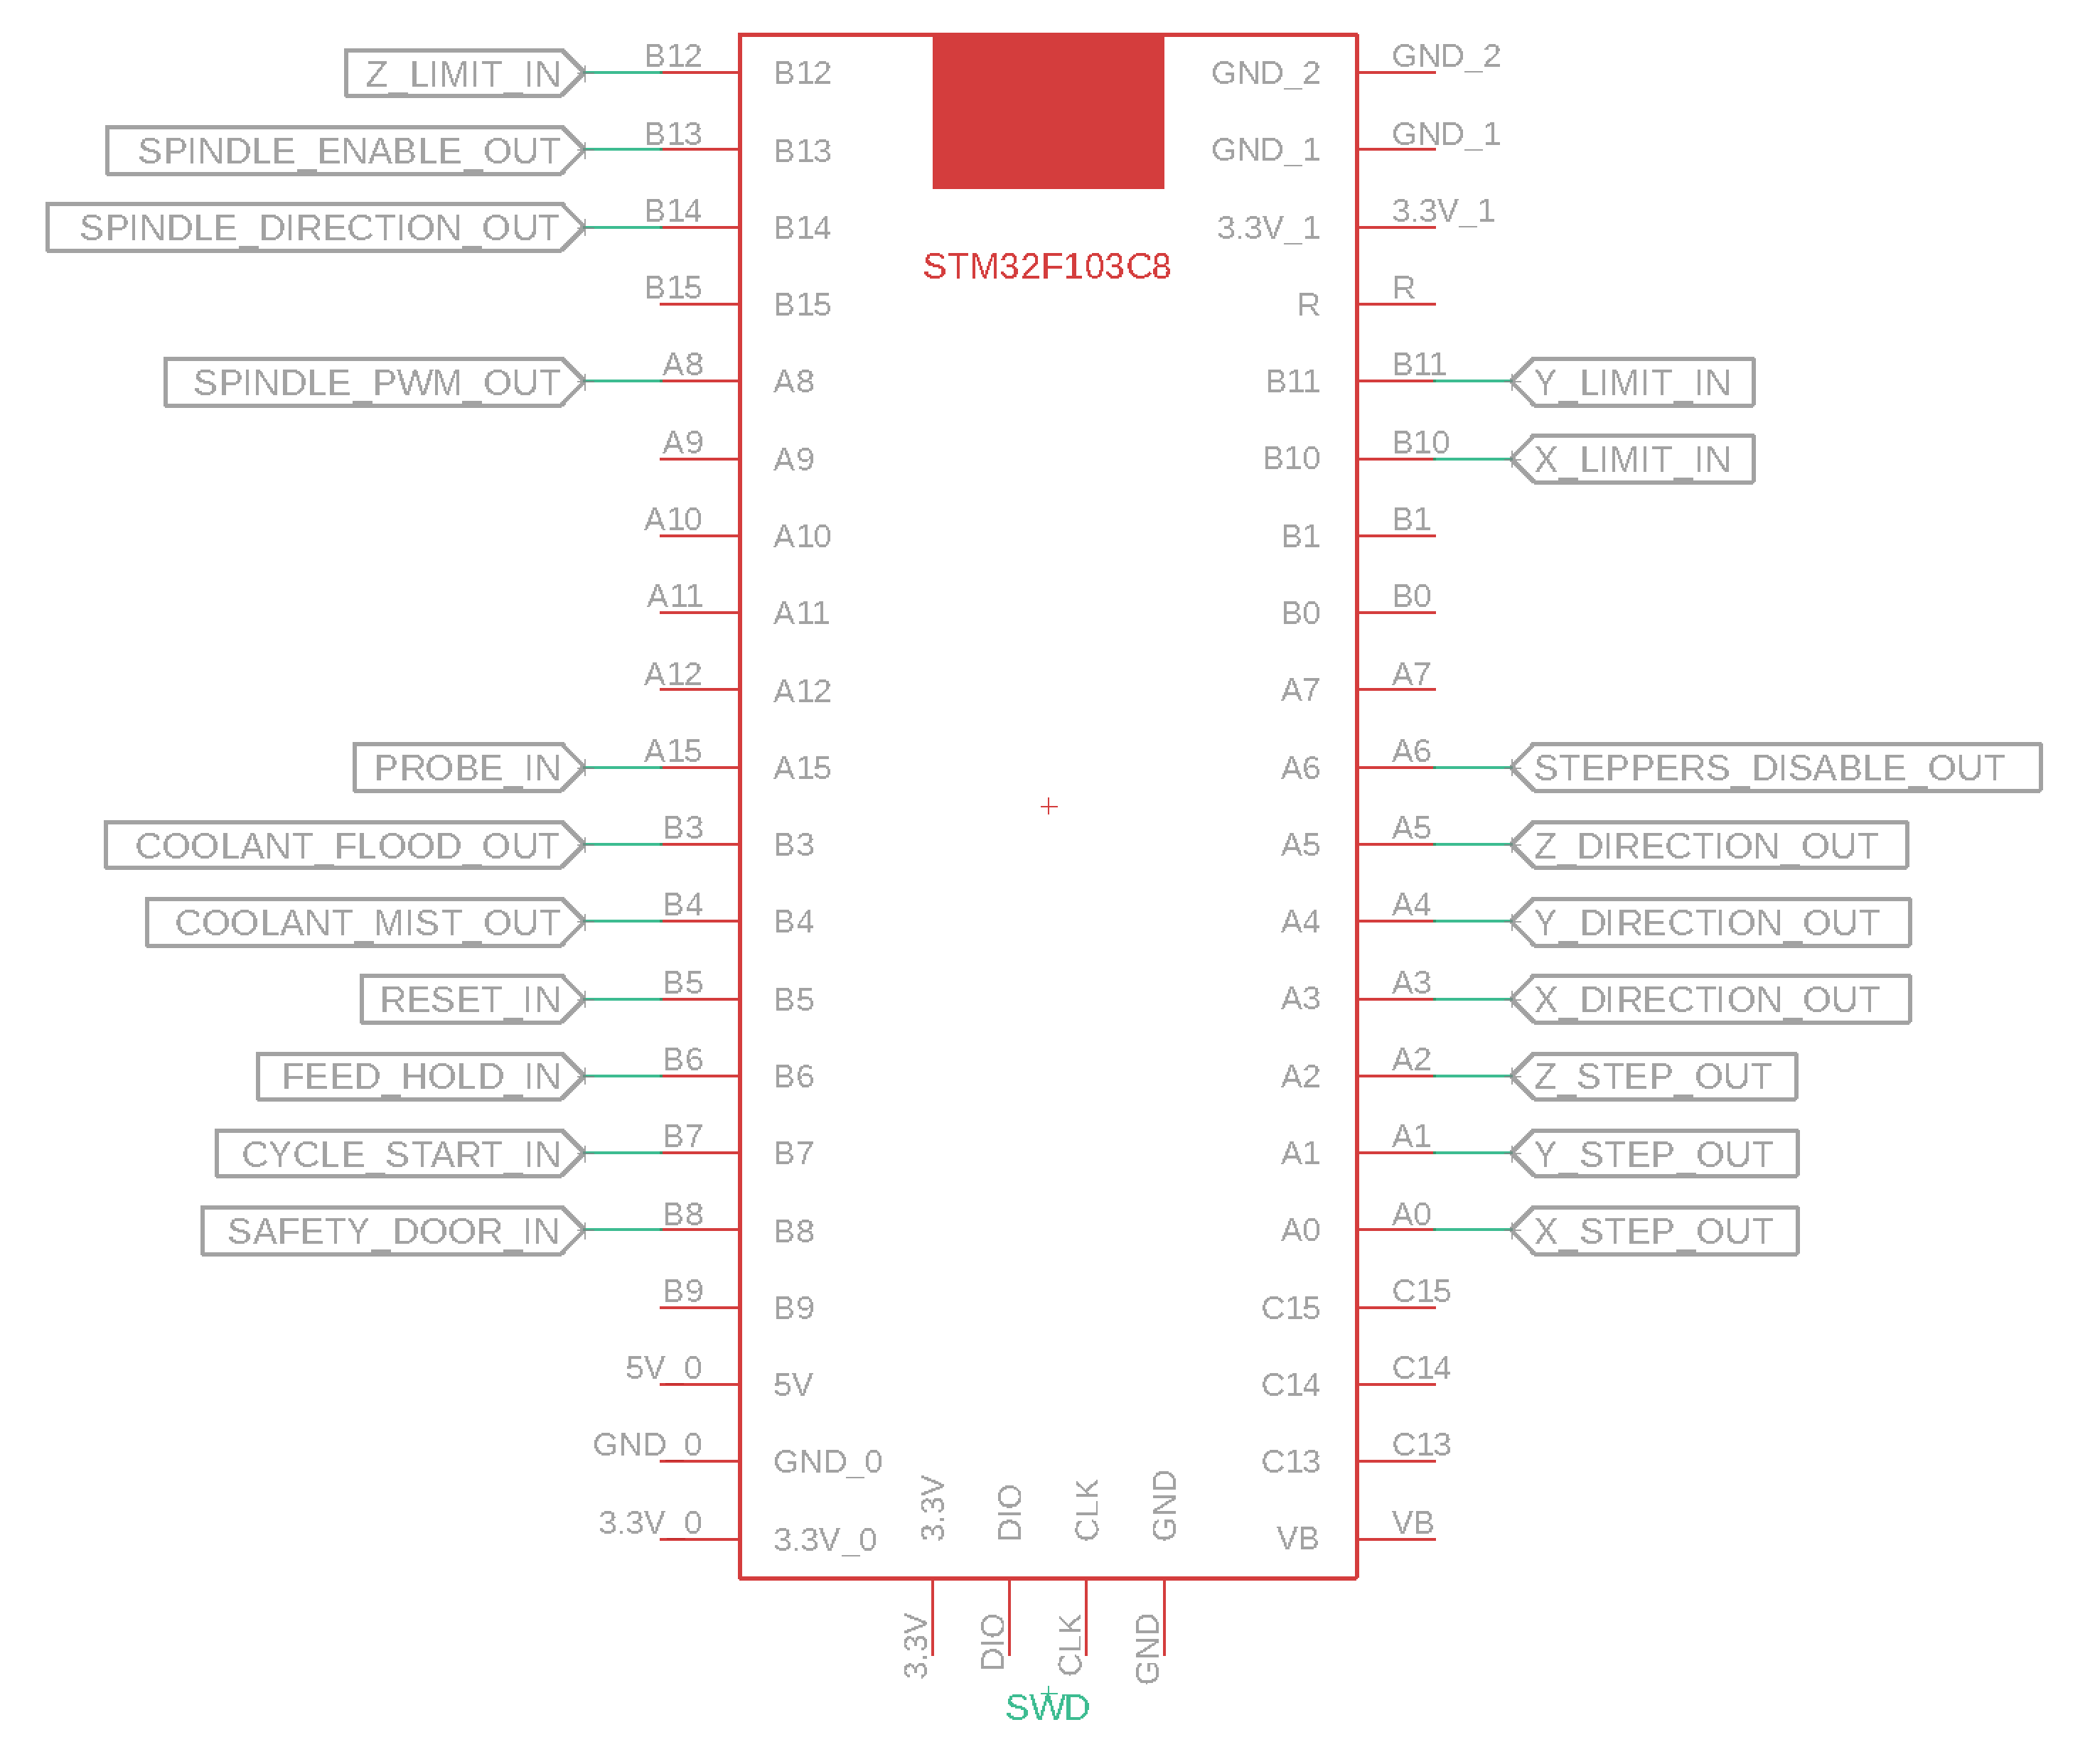 Z_LIMIT_IN B12 B12 GND_2 GND_2
SPINDLE_ENABLE_OUT B13 B13 GND_1 GND_1
SPINDLE_DIRECTION_OUT B14 B14 3.3V_1 3.3V_1
STM32F103C8
B15 B15 R R
SPINDLE_PWM_OUT A8 A8 B11 B11 Y_LIMIT_IN
A9 A9 B10 B10 X_LIMIT_IN
A10 A10 B1 B1
A11 A11 B0 B0
A12 A12 A7 A7
PROBE_IN A15 A15 A6 A6 STEPPERS_DISABLE_OUT
COOLANT_FLOOD_OUT B3 B3 A5 A5 Z_DIRECTION_OUT
COOLANT_MIST_OUT B4 B4 A4 A4 Y_DIRECTION_OUT
RESET_IN B5 B5 A3 A3 X_DIRECTION_OUT
FEED_HOLD_IN B6 B6 A2 A2 Z_STEP_OUT
CYCLE_START_IN B7 B7 A1 A1 Y_STEP_OUT
SAFETY_DOOR_IN B8 B8 A0 A0 X_STEP_OUT
B9 B9 C15 C15
5V_0 5V C14 C14
GND_0 GND_0 C13 C13
3.3V_0 3.3V_0 VB VB
3.3V DIO CLK GND
3.3V DIO CLK GND
SWD